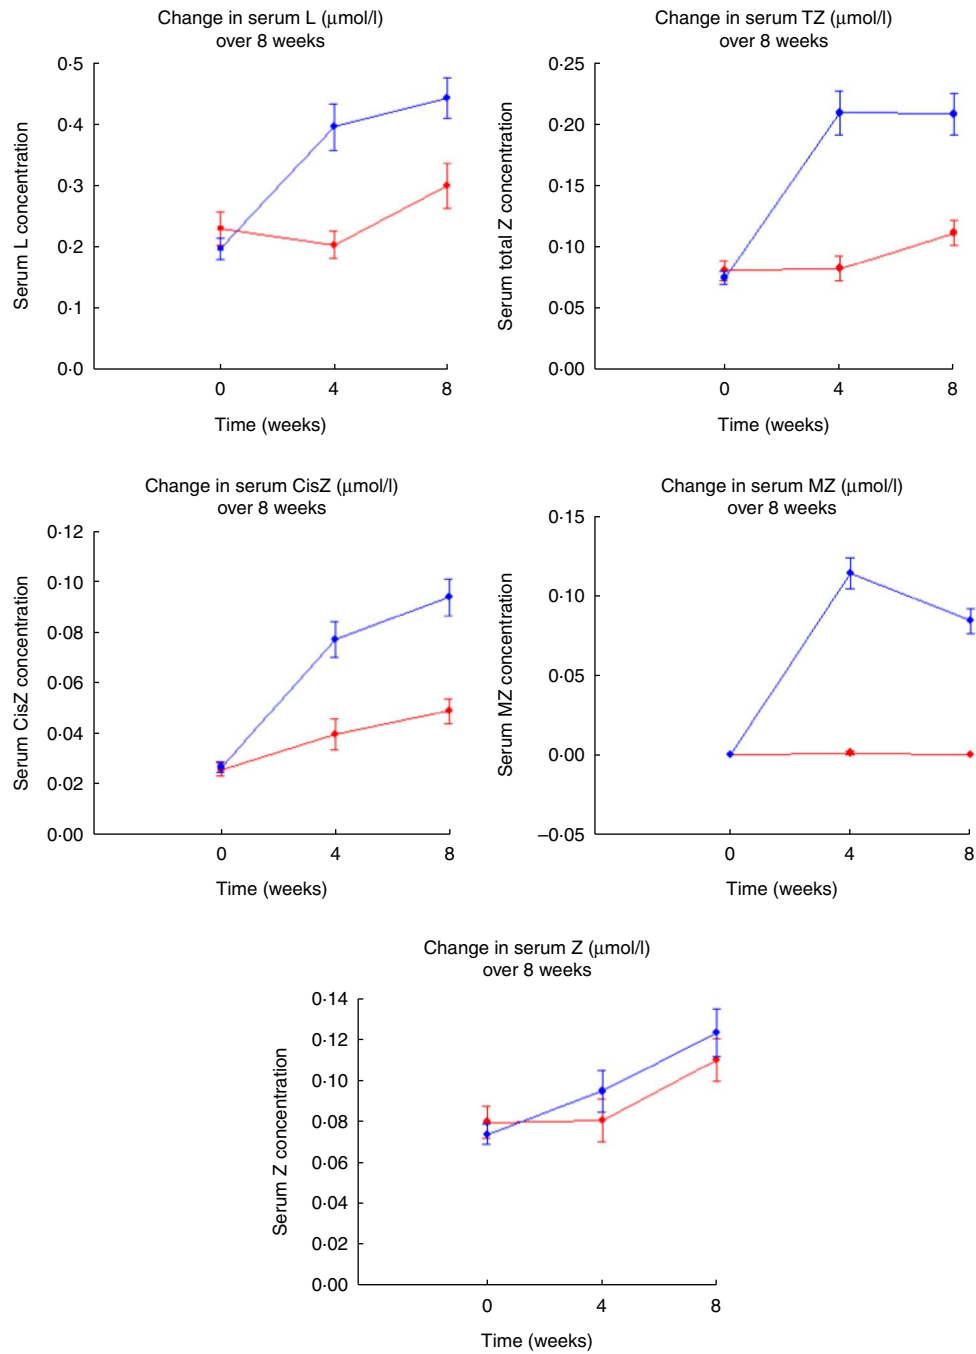 Change in serum L (μmol/l)
over 8 weeks
0·5
0·4
0·3
0·2
0·1
0·0
Serum L concentration
0
4
8
Time (weeks)
Change in serum TZ (μmol/l)
over 8 weeks
0·25
0·20
0·15
0·10
0·05
0·00
Serum total Z concentration
0
4
8
Time (weeks)
Change in serum CisZ (μmol/l)
over 8 weeks
0·12
0·10
0·08
0·06
0·04
0·02
0·00
Serum CisZ concentration
0
4
8
Time (weeks)
Change in serum MZ (μmol/l)
over 8 weeks
0·15
0·10
0·05
0·00
–0·05
Serum MZ concentration
0
4
8
Time (weeks)
Change in serum Z (μmol/l)
over 8 weeks
0·14
0·12
0·10
0·08
0·06
0·04
0·02
0·00
Serum Z concentration
0
4
8
Time (weeks)